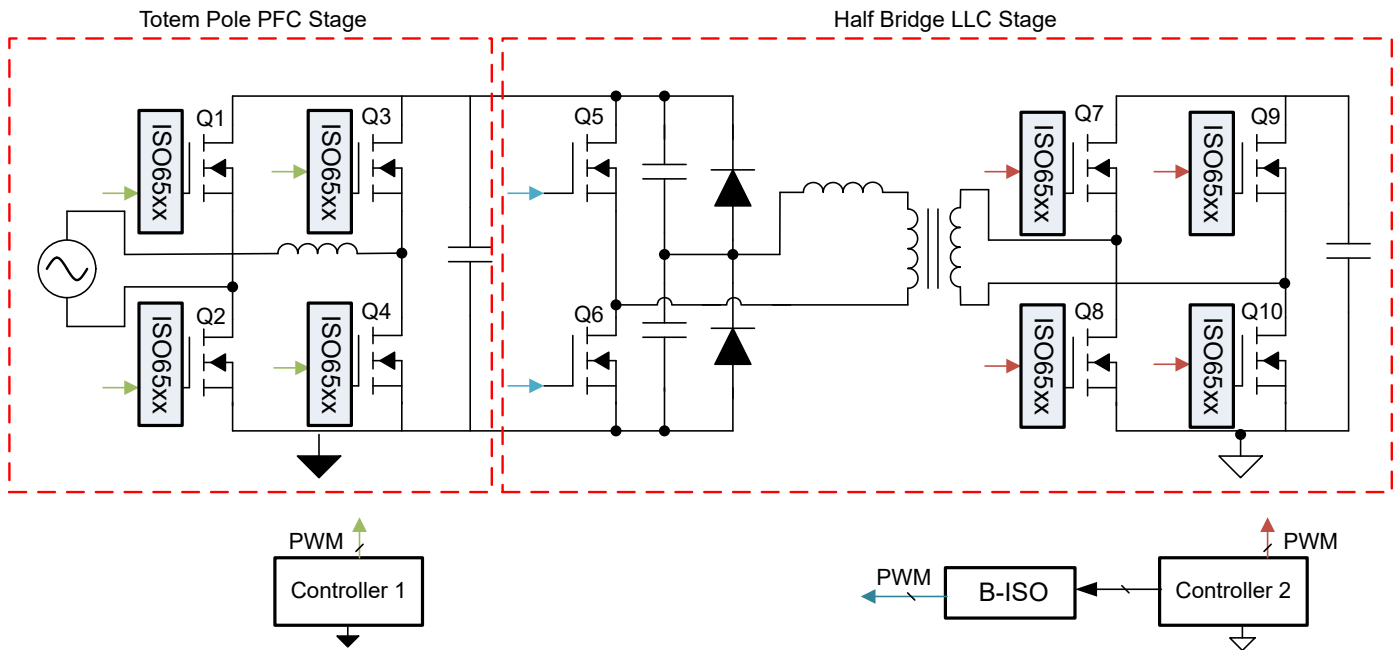 Totem Pole PFC Stage
Half Bridge LLC Stage
Q1
ISO65xx
Q3
ISO65xx
Q5
Q7
ISO65xx
Q9
ISO65xx
Q2
ISO65xx
Q4
ISO65xx
Q6
Q8
ISO65xx
Q10
ISO65xx
PWM
Controller 1
PWM
B-ISO
PWM
Controller 2